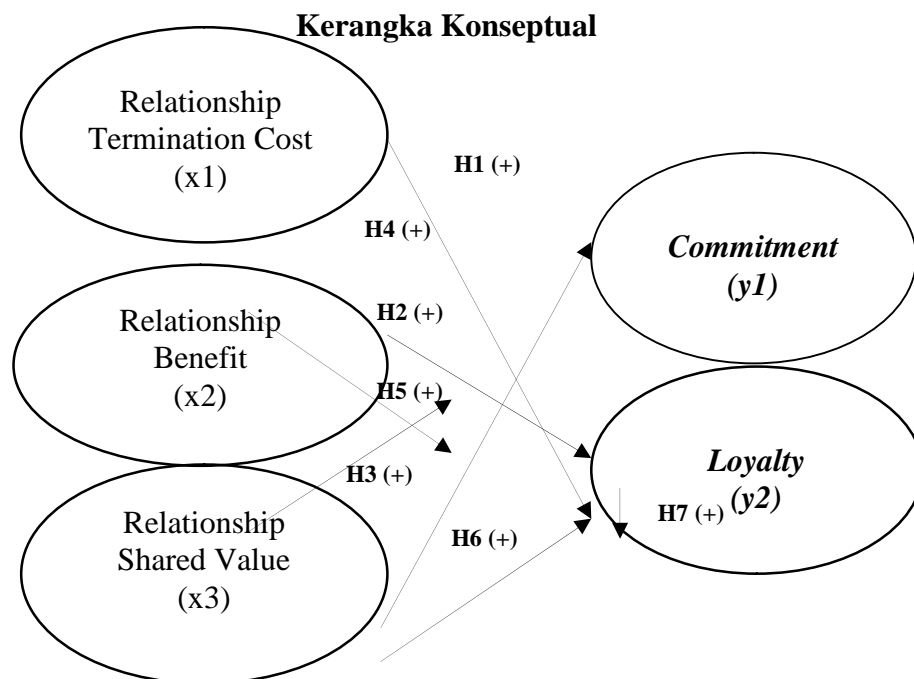 Kerangka Konseptual
Relationship
Termination Cost
(x1)
H1 (+)
H4 (+)
Commitment
(y1)
Relationship
Benefit
(x2)
H2 (+)
H5 (+)
H3 (+)
Loyalty
(y2)
H7 (+)
Relationship
Shared Value
(x3)
H6 (+)